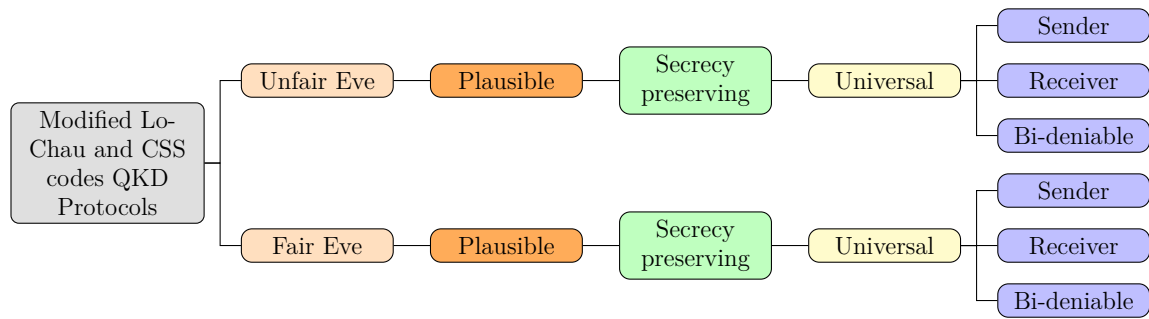 Modified Lo-
Chau and CSS
codes QKD
Protocols
Unfair Eve
Plausible
Secrecy
preserving
Universal
Sender
Receiver
Bi-deniable
Fair Eve
Plausible
Secrecy
preserving
Universal
Sender
Receiver
Bi-deniable